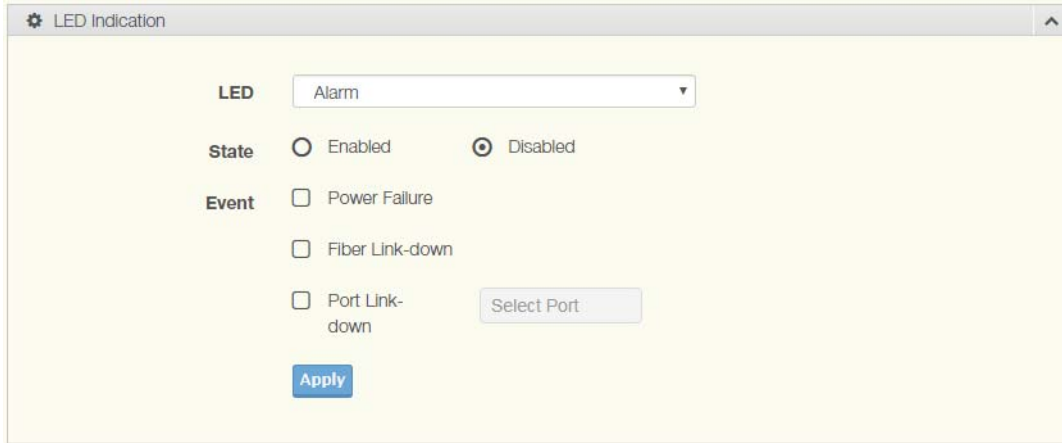 LED Indication
LED Alarm
State Enabled Disabled
Event Power Failure
Fiber Link-down
Port Link-
down
Select Port
Apply